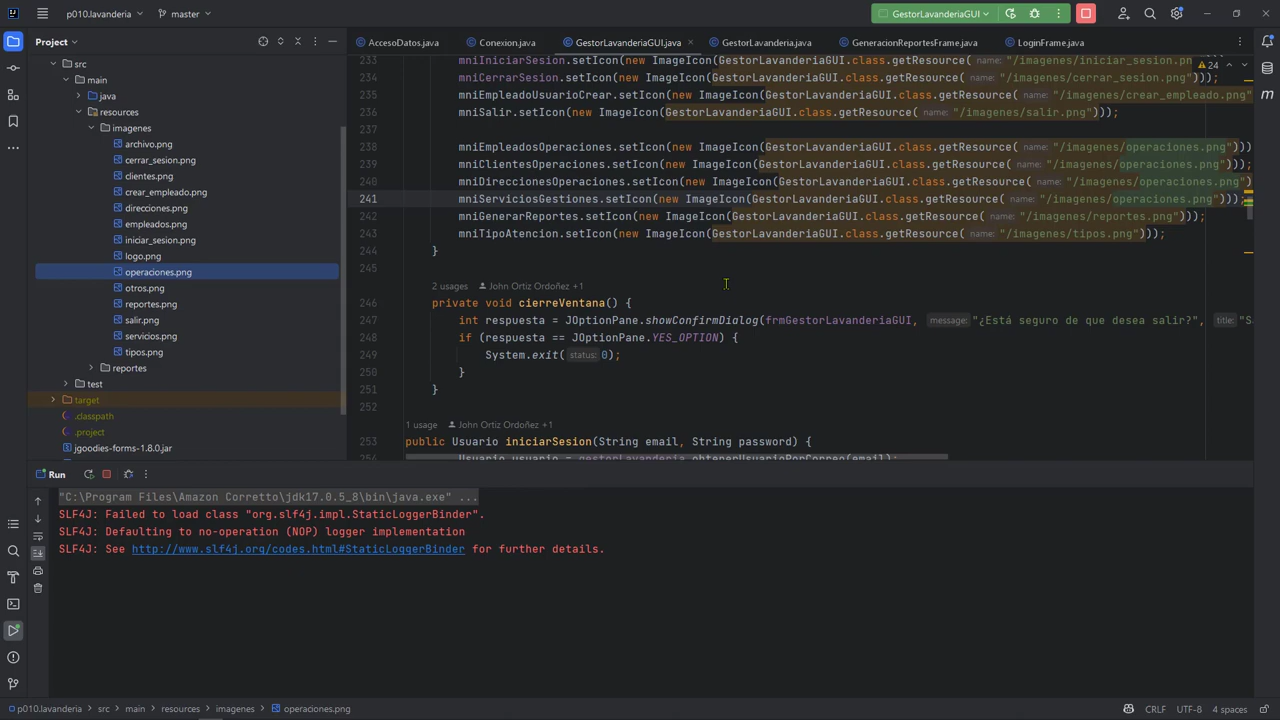 p010.lavanderia
master
GestorLavanderiaGUI
Project
AccesoDatos.java
Conexion.java
GestorLavanderiaGUI.java
GestorLavanderia.java
GeneracionReportesFrame.java
LoginFrame.java
src
main
java
resources
imagenes
archivo.png
cerrar_sesion.png
clientes.png
crear_empleado.png
direcciones.png
empleados.png
iniciar_sesion.png
logo.png
operaciones.png
otros.png
reportes.png
salir.png
servicios.png
tipos.png
reportes
test
target
.classpath
.project
jgoodies-forms-1.8.0.jar
24
233 mniIniciarSesion.setIcon(new ImageIcon(GestorLavanderiaGUI.class.getResource( name: "/imagenes/iniciar_sesion.pn
234 mniCerrarSesion.setIcon(new ImageIcon(GestorLavanderiaGUI.class.getResource( name: "/imagenes/cerrar_sesion.png")));
235 mniEmpleadoUsuarioCrear.setIcon(new ImageIcon(GestorLavanderiaGUI.class.getResource( name: "/imagenes/crear_empleado.png"
236 mniSalir.setIcon(new ImageIcon(GestorLavanderiaGUI.class.getResource( name: "/imagenes/salir.png")));
237
238 mniEmpleadosOperaciones.setIcon(new ImageIcon(GestorLavanderiaGUI.class.getResource( name: "/imagenes/operaciones.png")))
239 mniClientesOperaciones.setIcon(new ImageIcon(GestorLavanderiaGUI.class.getResource( name: "/imagenes/operaciones.png")));
240 mniDireccionesOperaciones.setIcon(new ImageIcon(GestorLavanderiaGUI.class.getResource( name: "/imagenes/operaciones.png")
241 mniServiciosGestiones.setIcon(new ImageIcon(GestorLavanderiaGUI.class.getResource( name: "/imagenes/operaciones.png")));
242 mniGenerarReportes.setIcon(new ImageIcon(GestorLavanderiaGUI.class.getResource( name: "/imagenes/reportes.png")));
243 mniTipoAtencion.setIcon(new ImageIcon(GestorLavanderiaGUI.class.getResource( name: "/imagenes/tipos.png")));
244 }
245
2 usages John Ortiz Ordoñez +1
246 private void cierreVentana() {
247 int respuesta = JOptionPane.showConfirmDialog(frmGestorLavanderiaGUI, message: "¿Está seguro de que desea salir?", title: "S
248 if (respuesta == JOptionPane.YES_OPTION) {
249 System.exit( status: 0);
250 }
251 }
252
1 usage John Ortiz Ordoñez +1
253 public Usuario iniciarSesion(String email, String password) {
254 Usuario usuario = gestorLavanderia.obtenerUsuarioPorCorreo(email);
Run
"C:\Program Files\Amazon Corretto\jdk17.0.5_8\bin\java.exe" ...
SLF4J: Failed to load class "org.slf4j.impl.StaticLoggerBinder".
SLF4J: Defaulting to no-operation (NOP) logger implementation
SLF4J: See http://www.slf4j.org/codes.html#StaticLoggerBinder for further details.
p010.lavanderia > src > main > resources > imagenes > operaciones.png
CRLF UTF-8 4 spaces